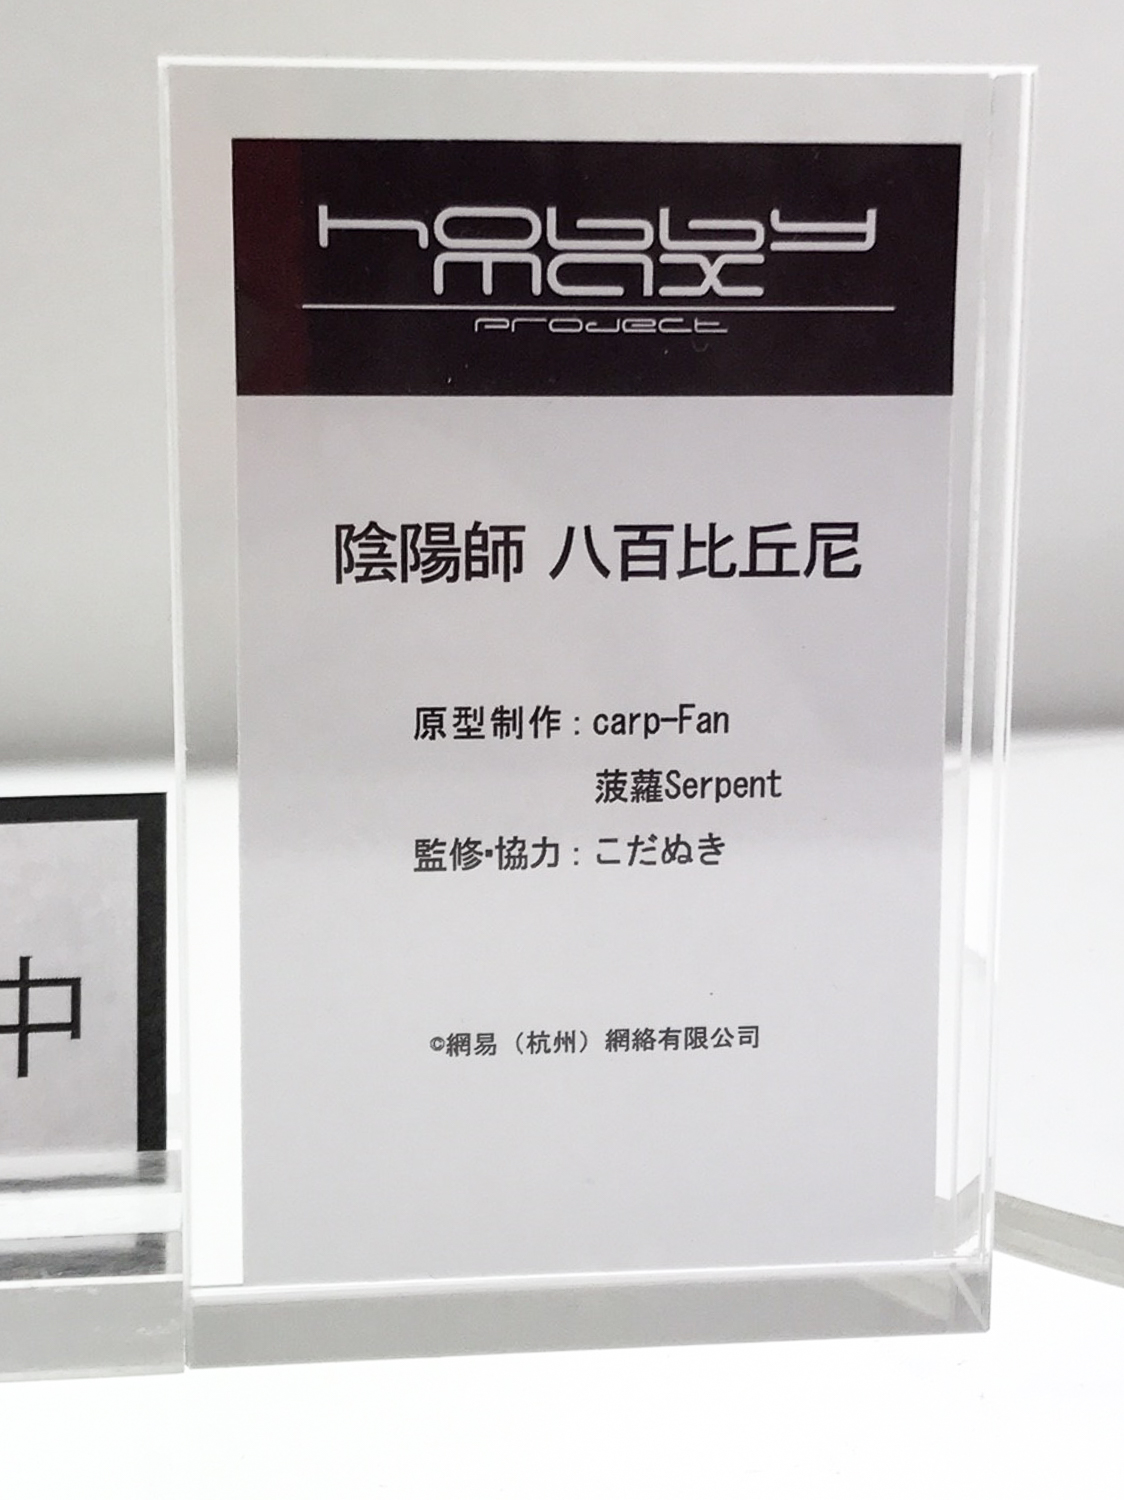 hobby
max
project
陰陽師 八百比丘尼
原型制作：carp-Fan
菠蘿Serpent
監修・協力：こだぬき
©網易（杭州）網絡有限公司
中